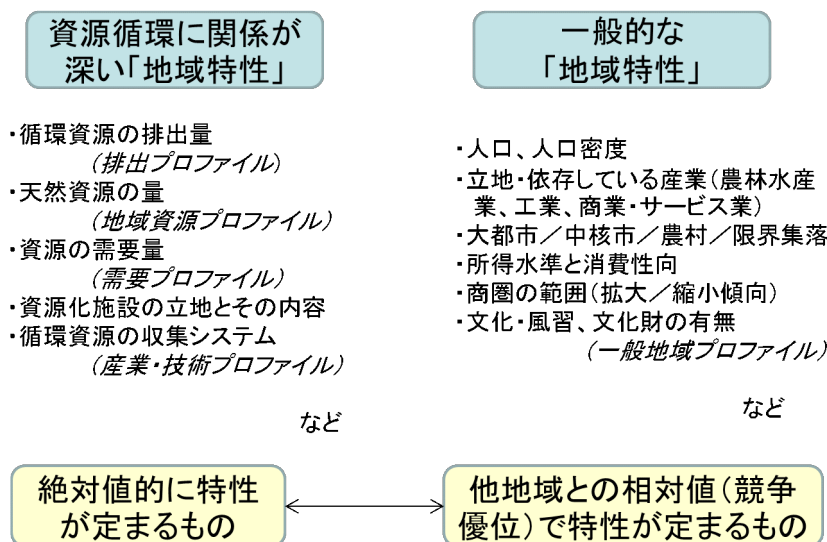 資源循環に関係が
深い「地域特性」
・循環資源の排出量
(排出プロファイル)
・天然資源の量
(地域資源プロファイル)
・資源の需要量
(需要プロファイル)
・資源化施設の立地とその内容
・循環資源の収集システム
(産業・技術プロファイル)
など
一般的な
「地域特性」
・人口、人口密度
・立地・依存している産業(農林水産
業、工業、商業・サービス業)
・大都市/中核市/農村/限界集落
・所得水準と消費性向
・商圏の範囲(拡大/縮小傾向)
・文化・風習、文化財の有無
(一般地域プロファイル)
など
絶対値的に特性
が定まるもの
他地域との相対値(競争
優位)で特性が定まるもの